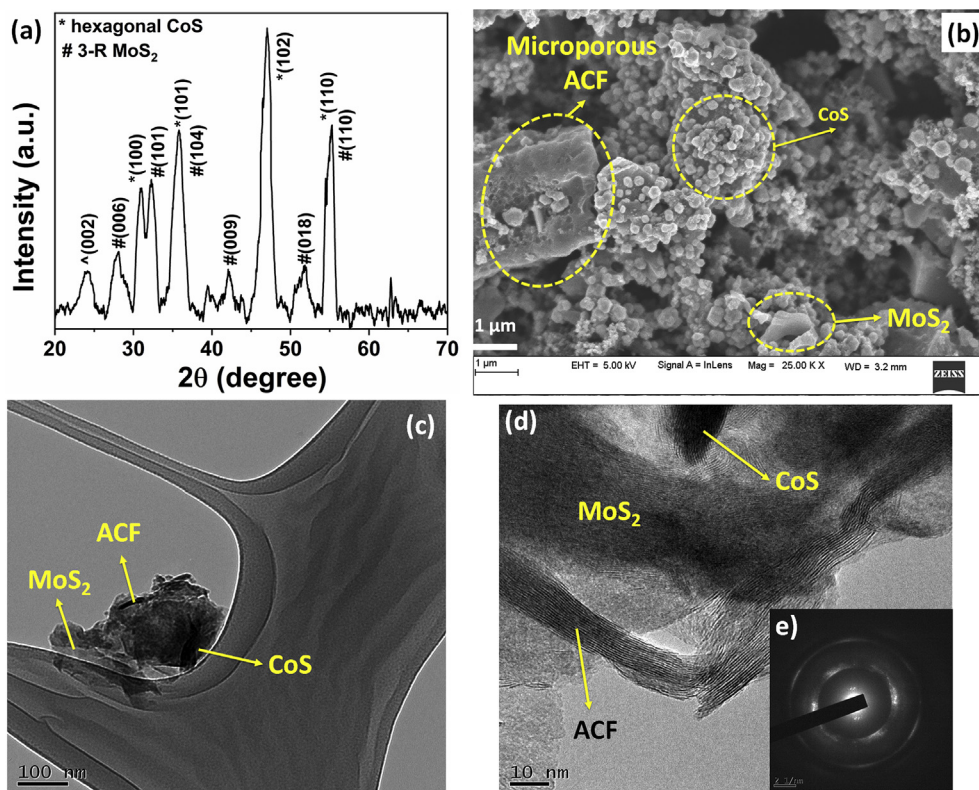 (a)
* hexagonal CoS
# 3-R MoS₂
^(002)
#(006)
*(100)
#(101)
*(101)
#(104)
#(009)
*(102)
#(018)
*(110)
#(110)
Intensity (a.u.)
20 30 40 50 60 70
2θ (degree)
(b)
Microporous
ACF
CoS
MoS₂
1 µm
1 µm
EHT = 5.00 kV Signal A = InLens Mag = 25.00 K X WD = 3.2 mm
ZEISS
(c)
ACF
MoS₂
CoS
100 nm
(d)
CoS
MoS₂
ACF
10 nm
e)